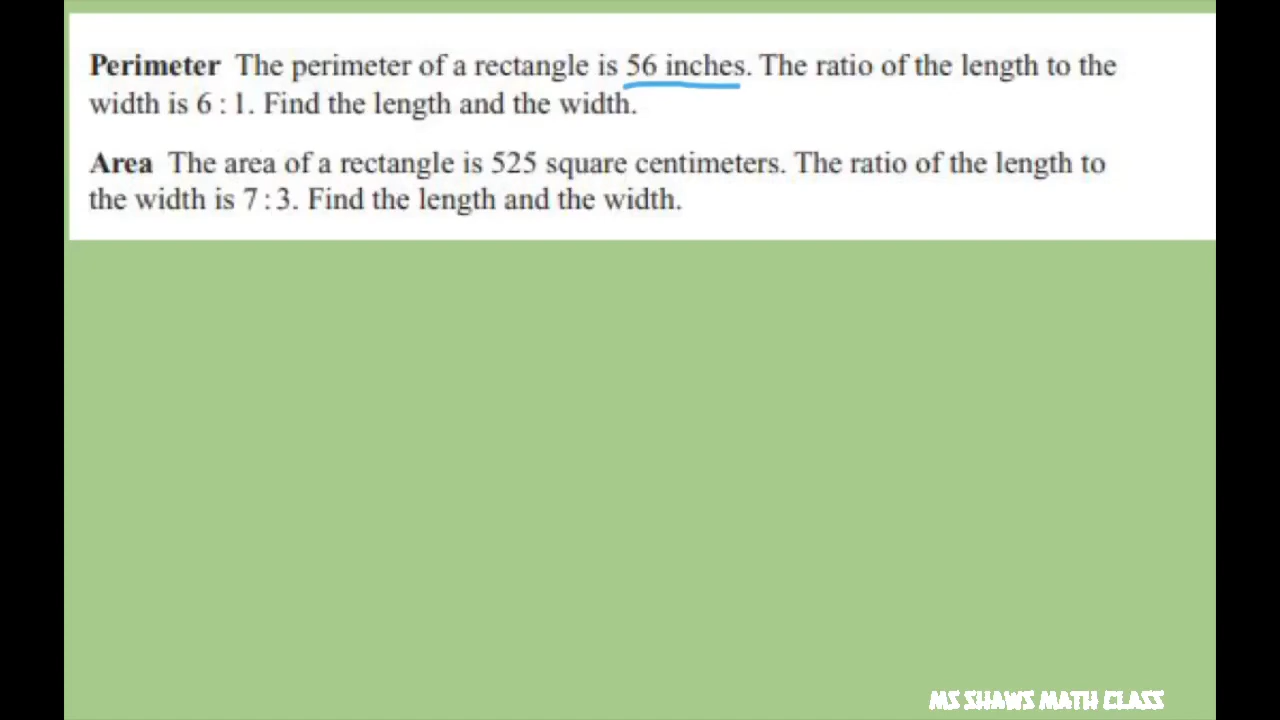 Perimeter The perimeter of a rectangle is 56 inches. The ratio of the length to the
width is 6 : 1. Find the length and the width.
Area The area of a rectangle is 525 square centimeters. The ratio of the length to
the width is 7 : 3. Find the length and the width.
MS SHAWS MATH CLASS